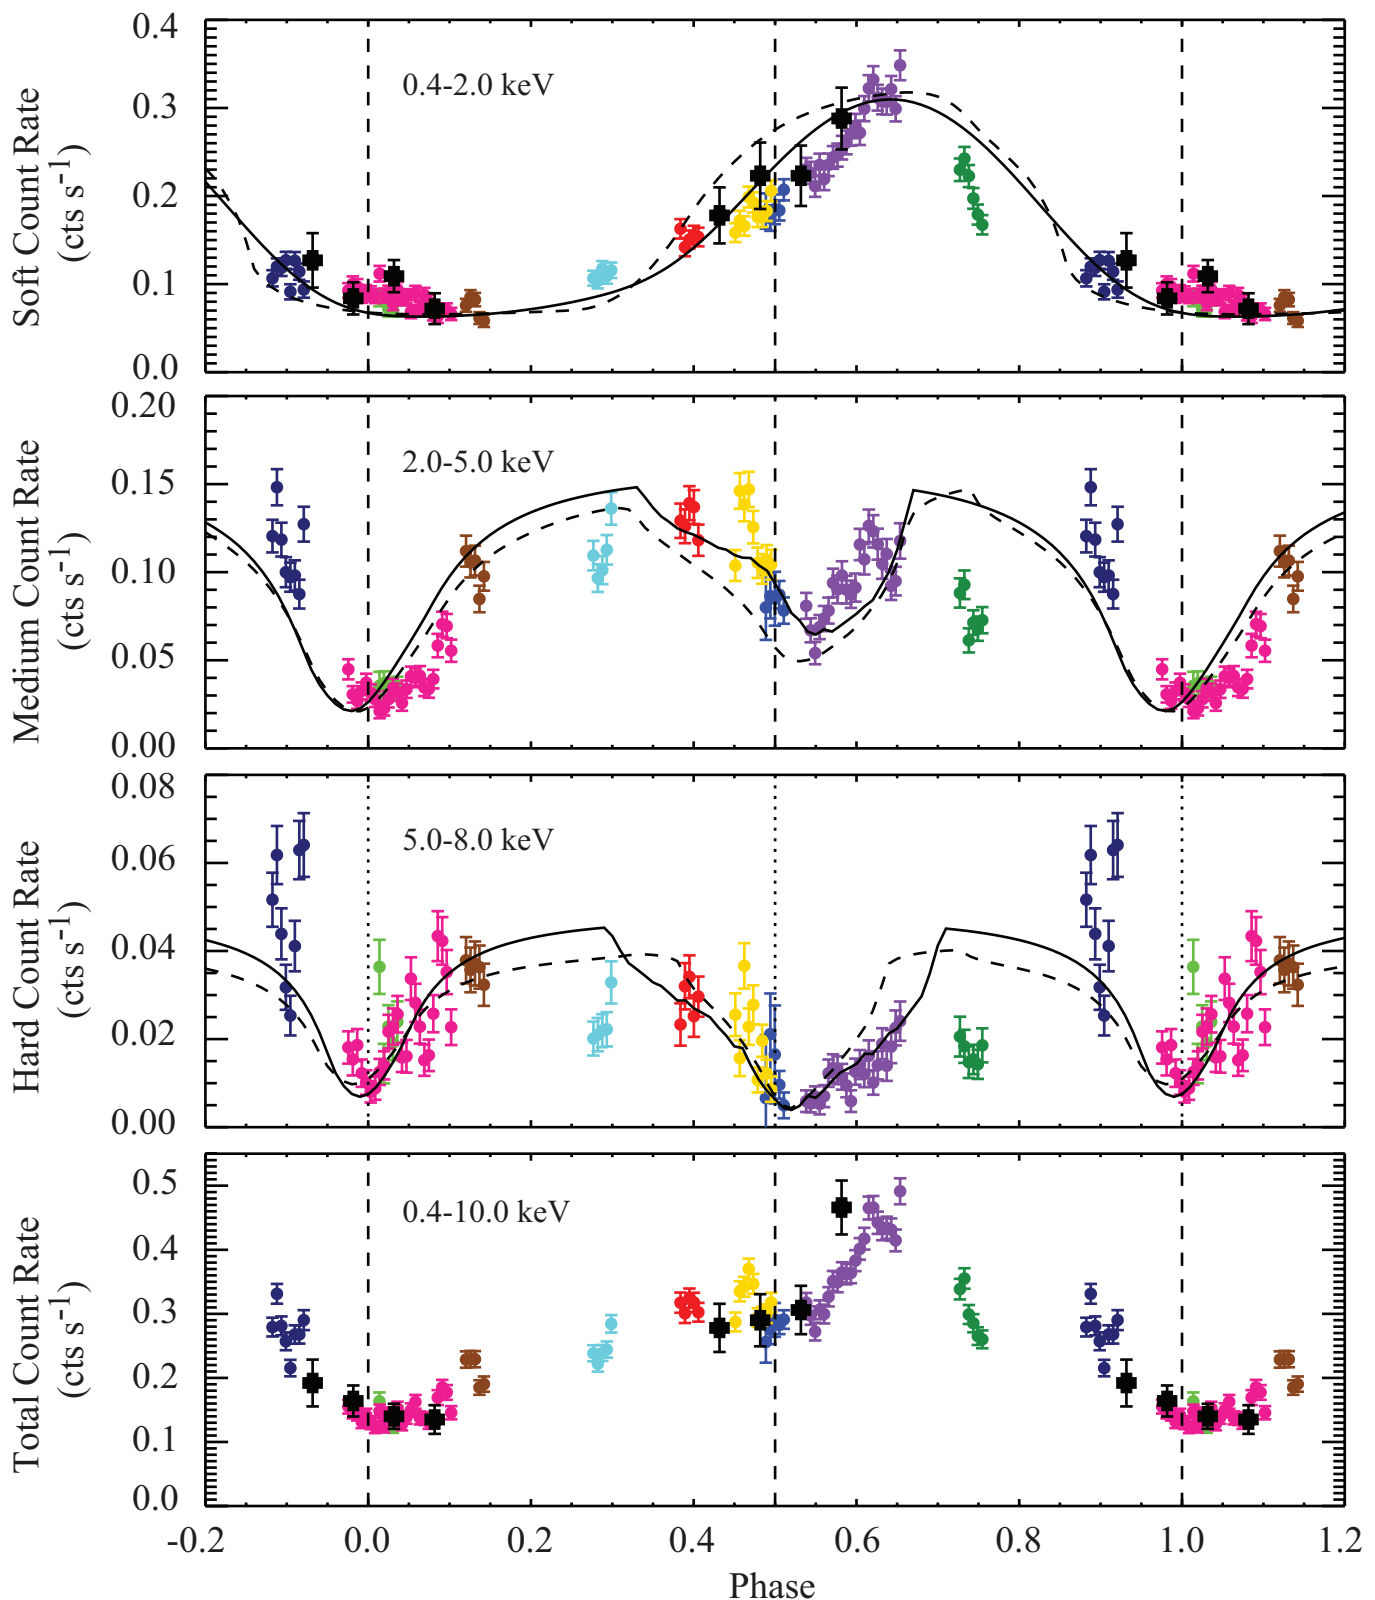 0.4
0.3
0.2
0.1
0.0
Soft Count Rate
(cts s⁻¹)
0.4-2.0 keV
0.20
0.15
0.10
0.05
0.00
Medium Count Rate
(cts s⁻¹)
2.0-5.0 keV
0.08
0.06
0.04
0.02
0.00
Hard Count Rate
(cts s⁻¹)
5.0-8.0 keV
0.5
0.4
0.3
0.2
0.1
0.0
Total Count Rate
(cts s⁻¹)
0.4-10.0 keV
-0.2 0.0 0.2 0.4 0.6 0.8 1.0 1.2
Phase